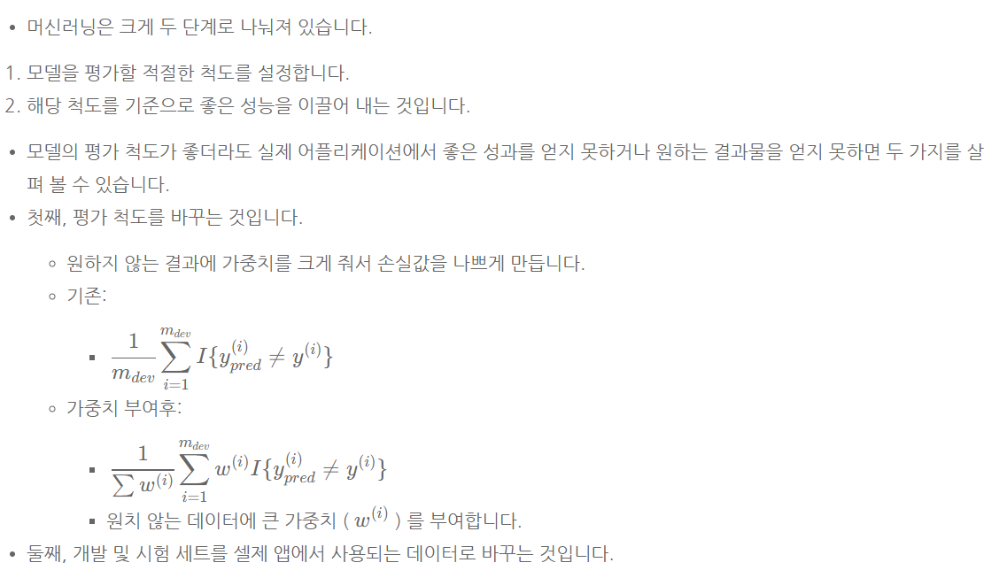 • 머신러닝은 크게 두 단계로 나눠져 있습니다.
1. 모델을 평가할 적절한 척도를 설정합니다.
2. 해당 척도를 기준으로 좋은 성능을 이끌어 내는 것입니다.
• 모델의 평가 척도가 좋더라도 실제 어플리케이션에서 좋은 성과를 얻지 못하거나 원하는 결과물을 얻지 못하면 두 가지를 살
펴 볼 수 있습니다.
• 첫째, 평가 척도를 바꾸는 것입니다.
◦ 원하지 않는 결과에 가중치를 크게 줘서 손실값을 나쁘게 만듭니다.
◦ 기존:
▪ $\frac{1}{m_{dev}} \sum_{i=1}^{m_{dev}} I\{y_{pred}^{(i)} \neq y^{(i)}\}$
◦ 가중치 부여후:
▪ $\frac{1}{\sum w^{(i)}} \sum_{i=1}^{m_{dev}} w^{(i)} I\{y_{pred}^{(i)} \neq y^{(i)}\}$
▪ 원치 않는 데이터에 큰 가중치 ( $w^{(i)}$ ) 를 부여합니다.
• 둘째, 개발 및 시험 세트를 셀제 앱에서 사용되는 데이터로 바꾸는 것입니다.